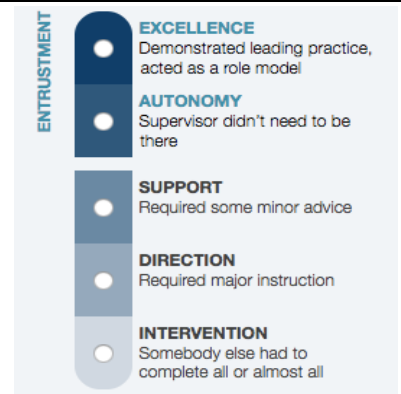 ENTRUSTMENT
EXCELLENCE
Demonstrated leading practice,
acted as a role model
AUTONOMY
Supervisor didn't need to be
there
SUPPORT
Required some minor advice
DIRECTION
Required major instruction
INTERVENTION
Somebody else had to
complete all or almost all